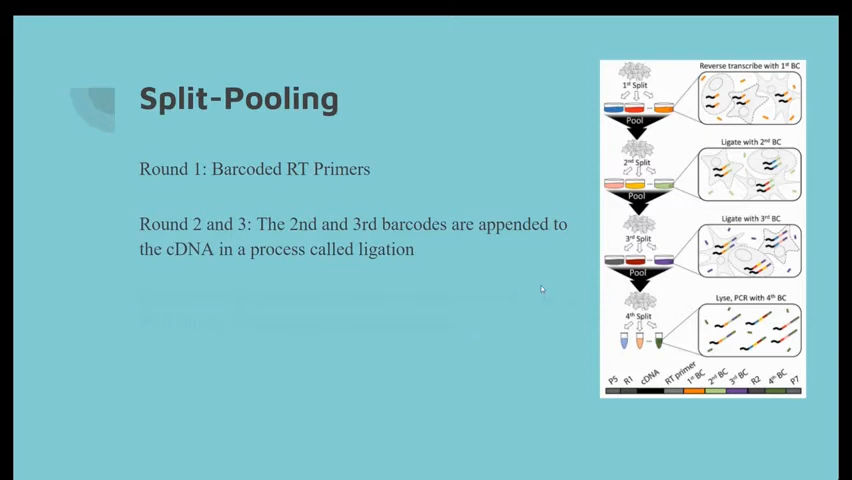 Split-Pooling
Round 1: Barcoded RT Primers
Round 2 and 3: The 2nd and 3rd barcodes are appended to
the cDNA in a process called ligation
Reverse transcribe with 1st BC
1st Split
Pool
Ligate with 2nd BC
2nd Split
Pool
Ligate with 3rd BC
3rd Split
Pool
Lyse, PCR with 4th BC
4th Split
P5 R1 cDNA RT primer 1st BC 2nd BC 3rd BC R2 4th BC P7